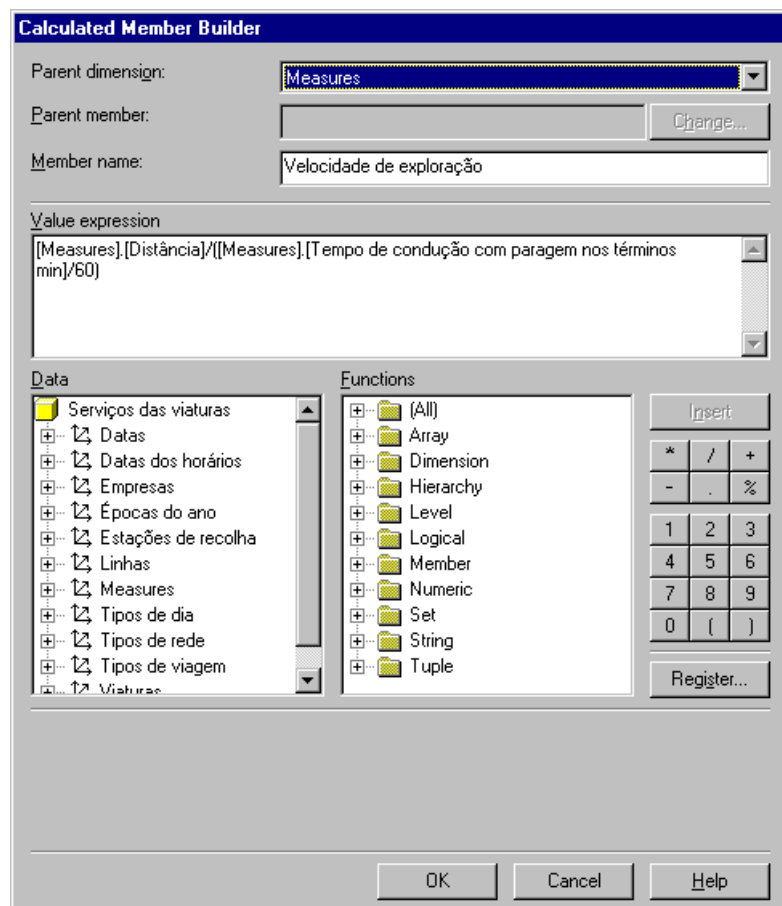 Calculated Member Builder
Parent dimension:
Measures
Parent member:
Change...
Member name:
Velocidade de exploração
Value expression
[Measures].[Distância]/([Measures].[Tempo de condução com paragem nos términos
min]/60)
Data
Functions
Serviços das viaturas
Datas
Datas dos horários
Empresas
Épocas do ano
Estações de recolha
Linhas
Measures
Tipos de dia
Tipos de rede
Tipos de viagem
Viaturas
(All)
Array
Dimension
Hierarchy
Level
Logical
Member
Numeric
Set
String
Tuple
Insert
* / +
- . %
1 2 3
4 5 6
7 8 9
0 ( )
Register...
OK Cancel Help